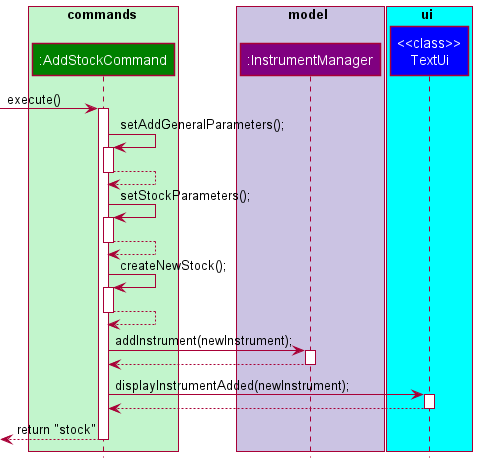 commands
model
ui
:AddStockCommand
:InstrumentManager
<<class>>
TextUi
execute()
setAddGeneralParameters();
setStockParameters();
createNewStock();
addInstrument(newInstrument);
displayInstrumentAdded(newInstrument);
return "stock"